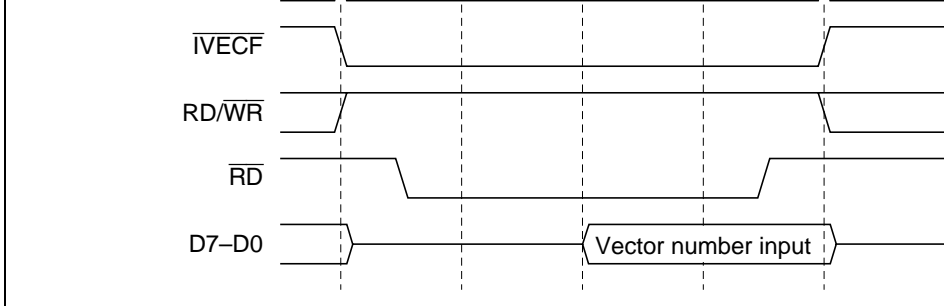 IVECF
RD/WR
RD
D7–D0
Vector number input